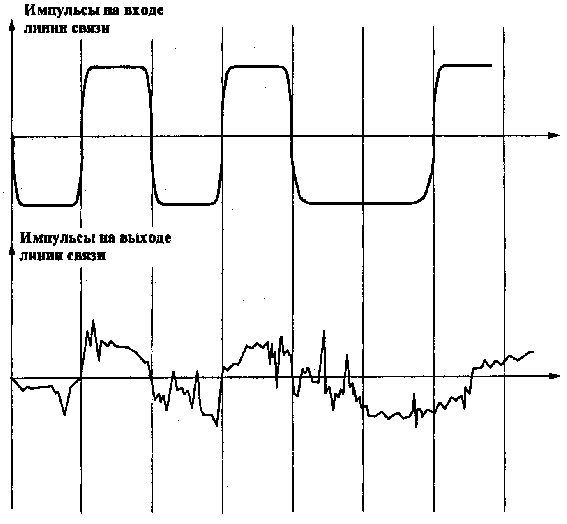 Импульсы на входе
линии связи
Импульсы на выходе
линии связи